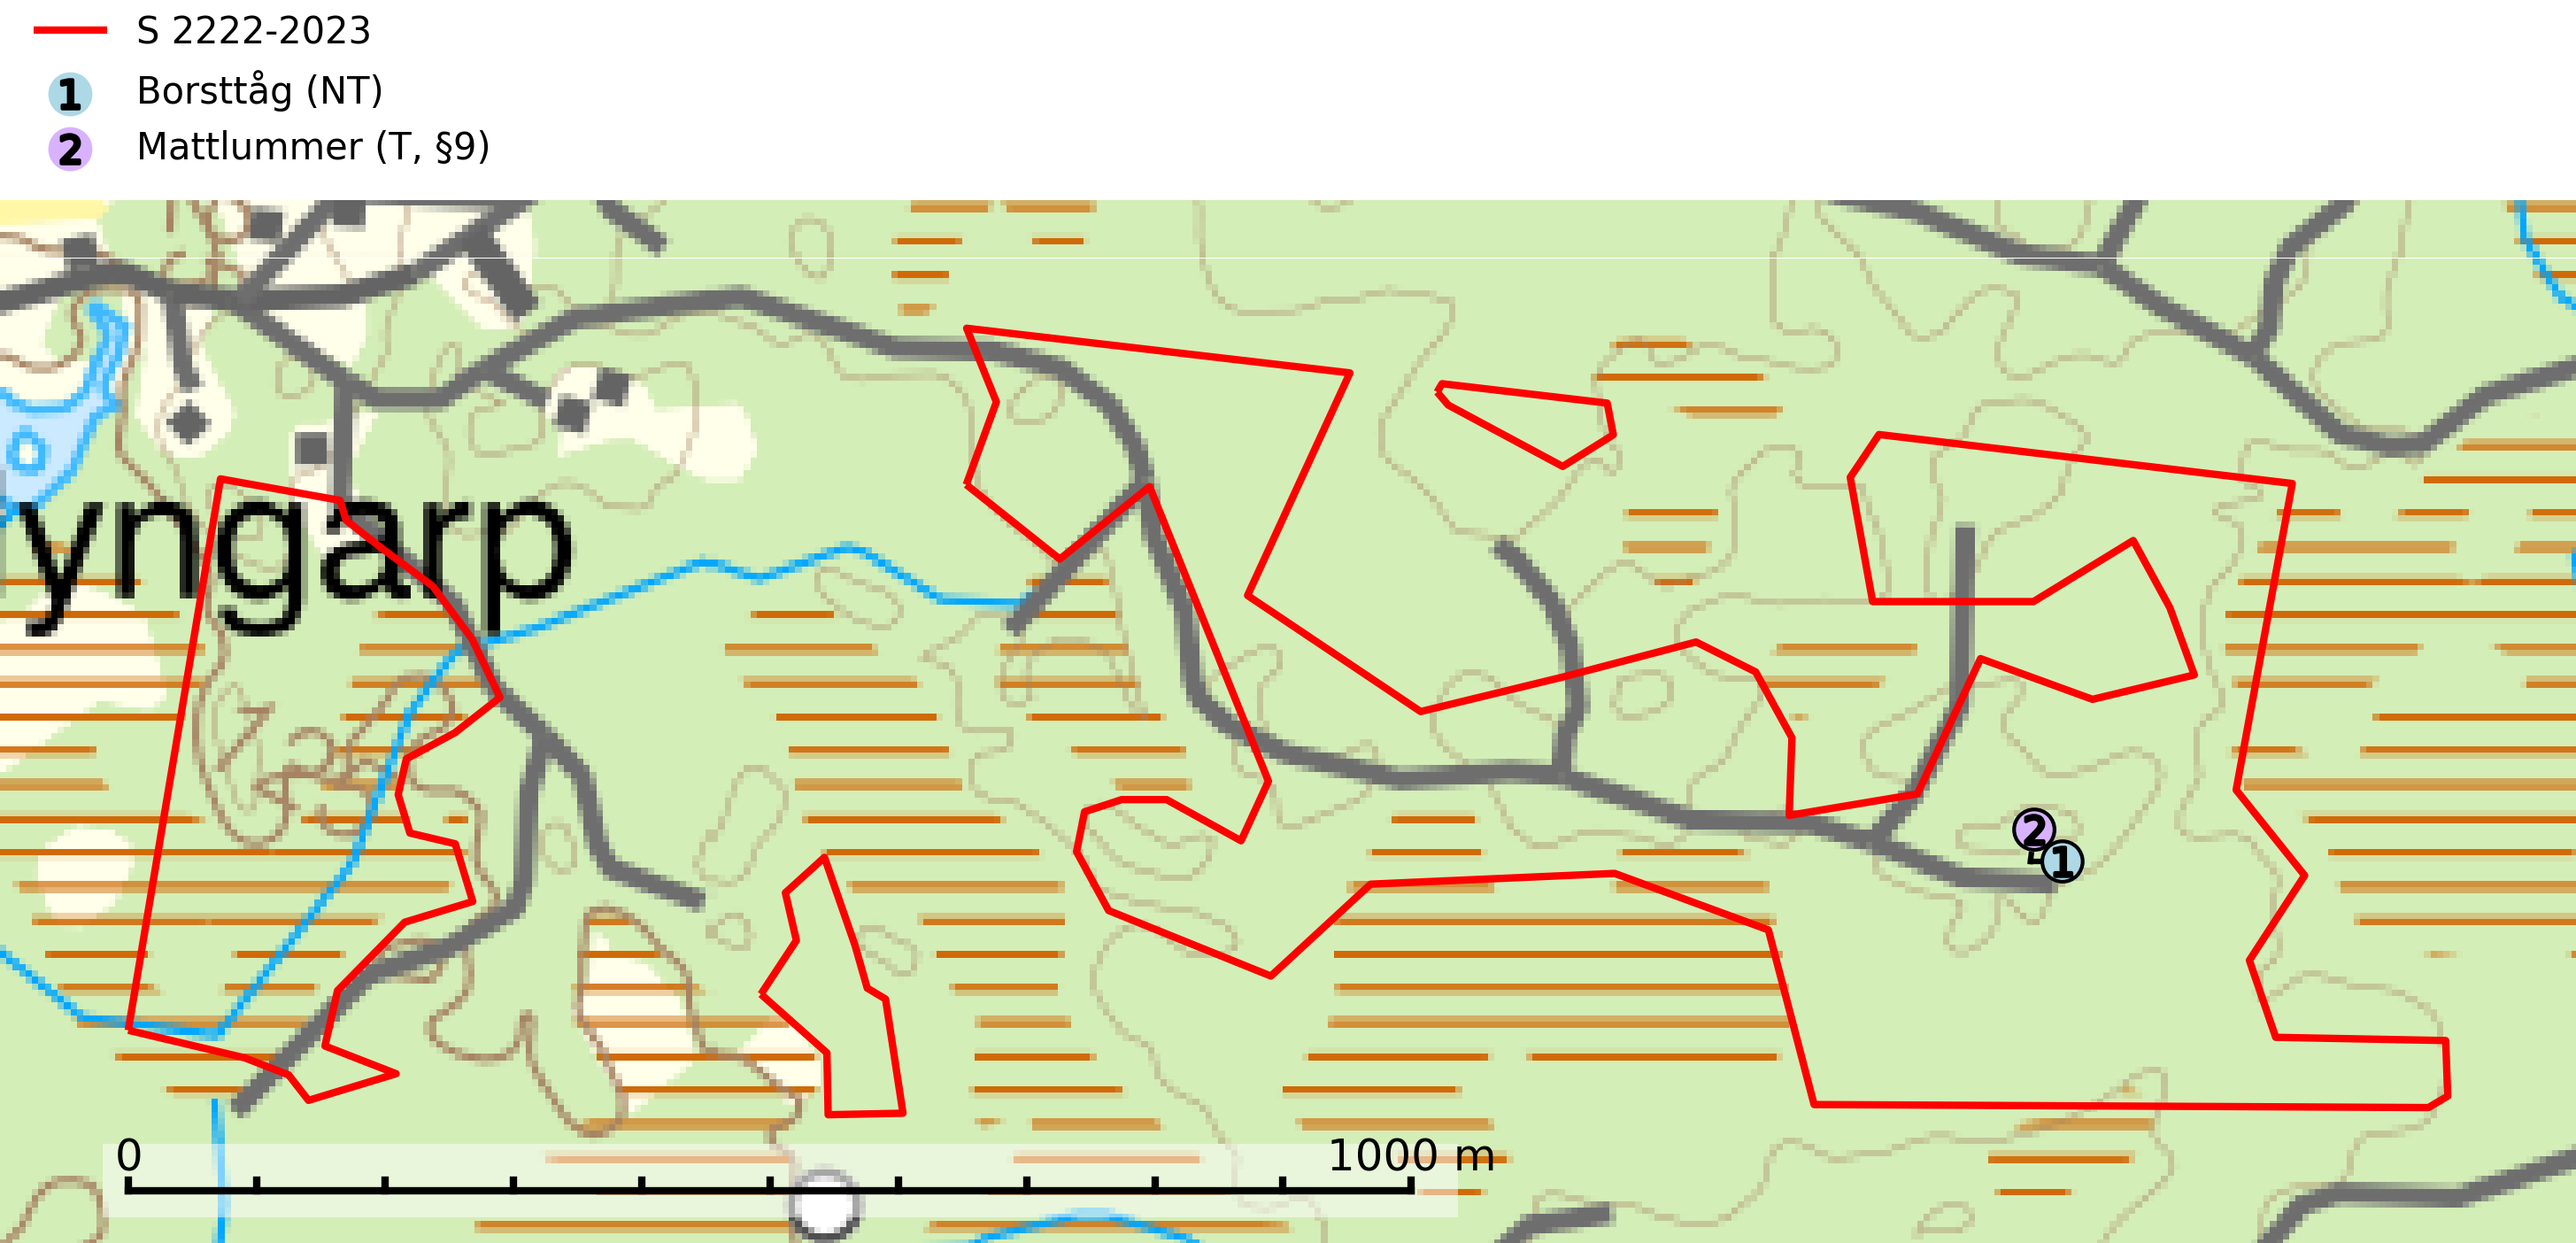 S 2222-2023
1 Borsttåg (NT)
2 Mattlummer (T, §9)
yngarp
2
1
0 1000 m